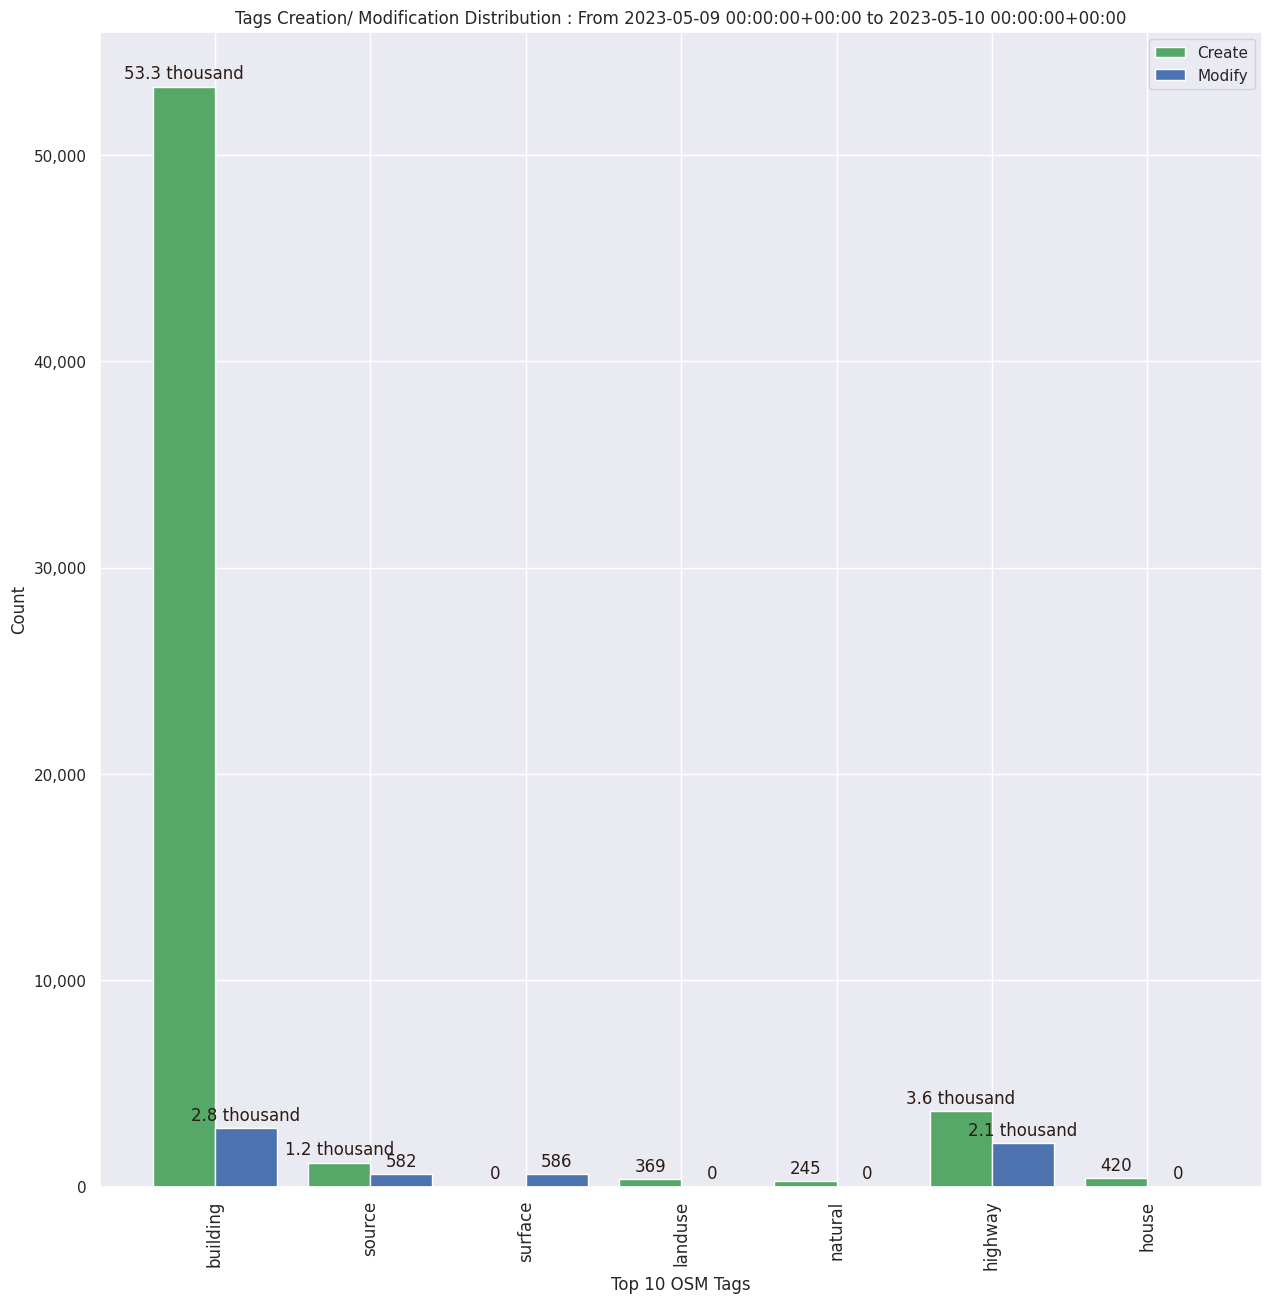 Tags Creation/ Modification Distribution : From 2023-05-09 00:00:00+00:00 to 2023-05-10 00:00:00+00:00
Create
Modify
53.3 thousand
50,000
40,000
30,000
20,000
10,000
0
Count
2.8 thousand
1.2 thousand
582
0
586
369
0
245
0
3.6 thousand
2.1 thousand
420
0
building
source
surface
landuse
natural
highway
house
Top 10 OSM Tags